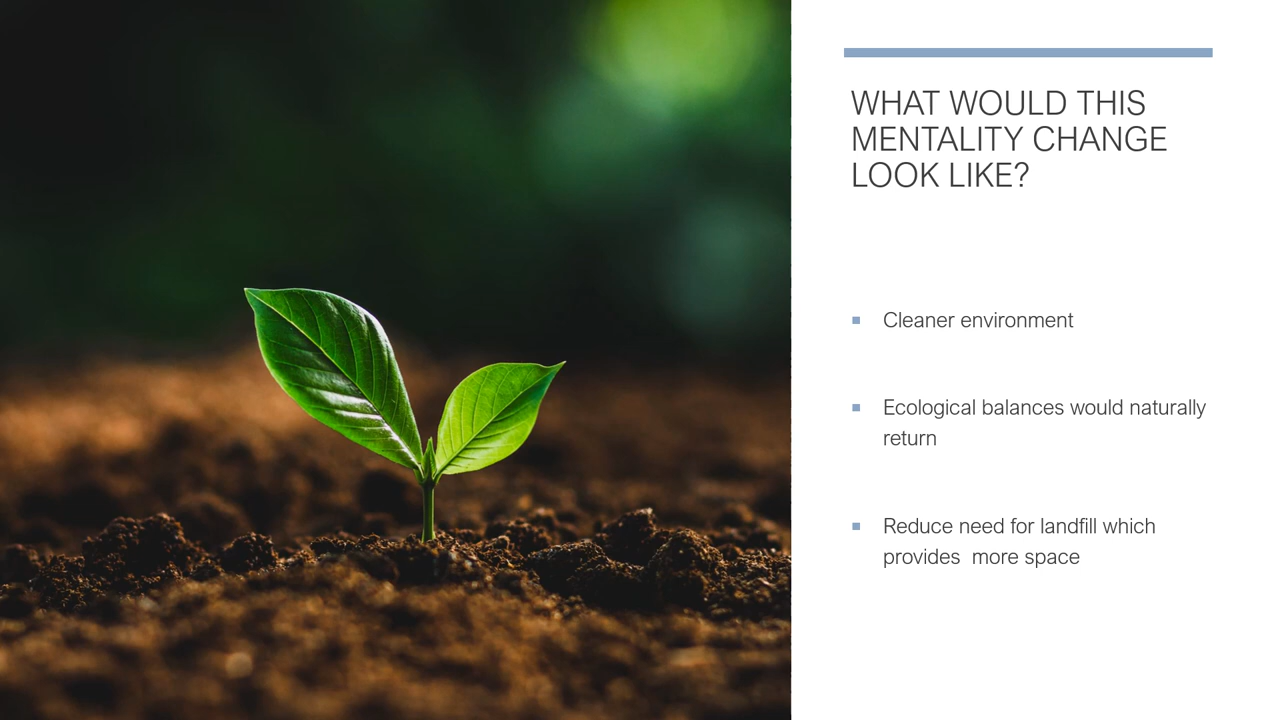 WHAT WOULD THIS
MENTALITY CHANGE
LOOK LIKE?
Cleaner environment
Ecological balances would naturally
return
Reduce need for landfill which
provides  more space